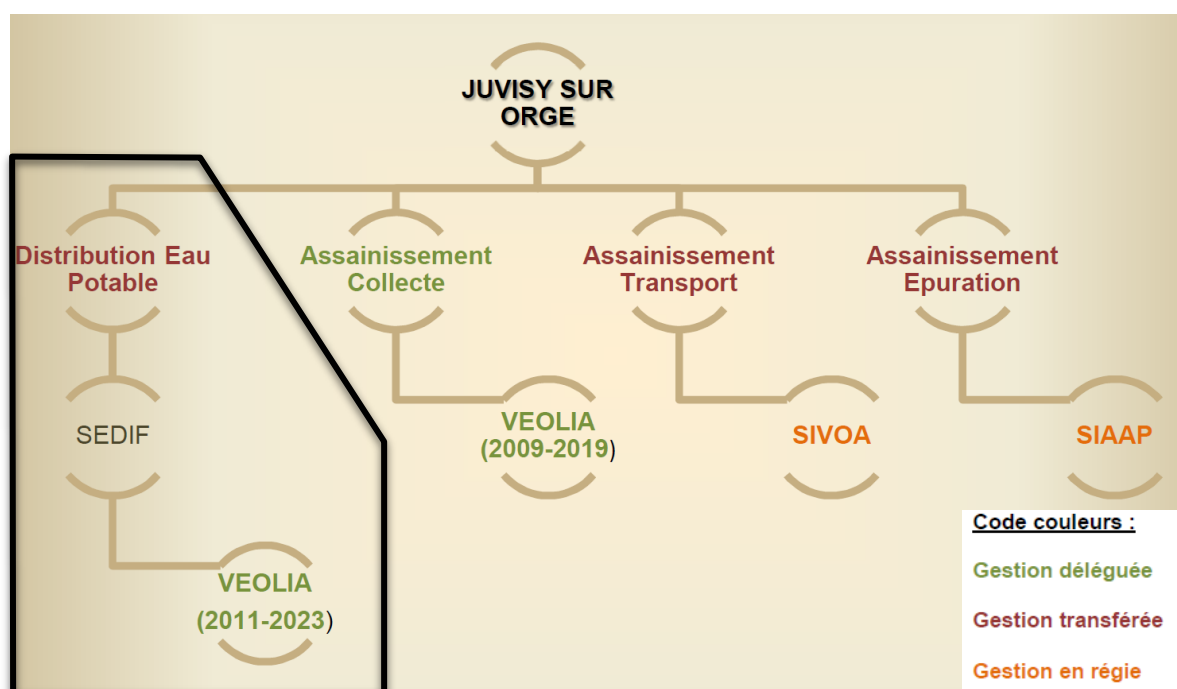 JUVISY SUR
ORGE
Distribution Eau
Potable
Assainissement
Collecte
Assainissement
Transport
Assainissement
Epuration
SEDIF
VEOLIA
(2009-2019)
SIVOA
SIAAP
VEOLIA
(2011-2023)
Code couleurs :
Gestion déléguée
Gestion transférée
Gestion en régie